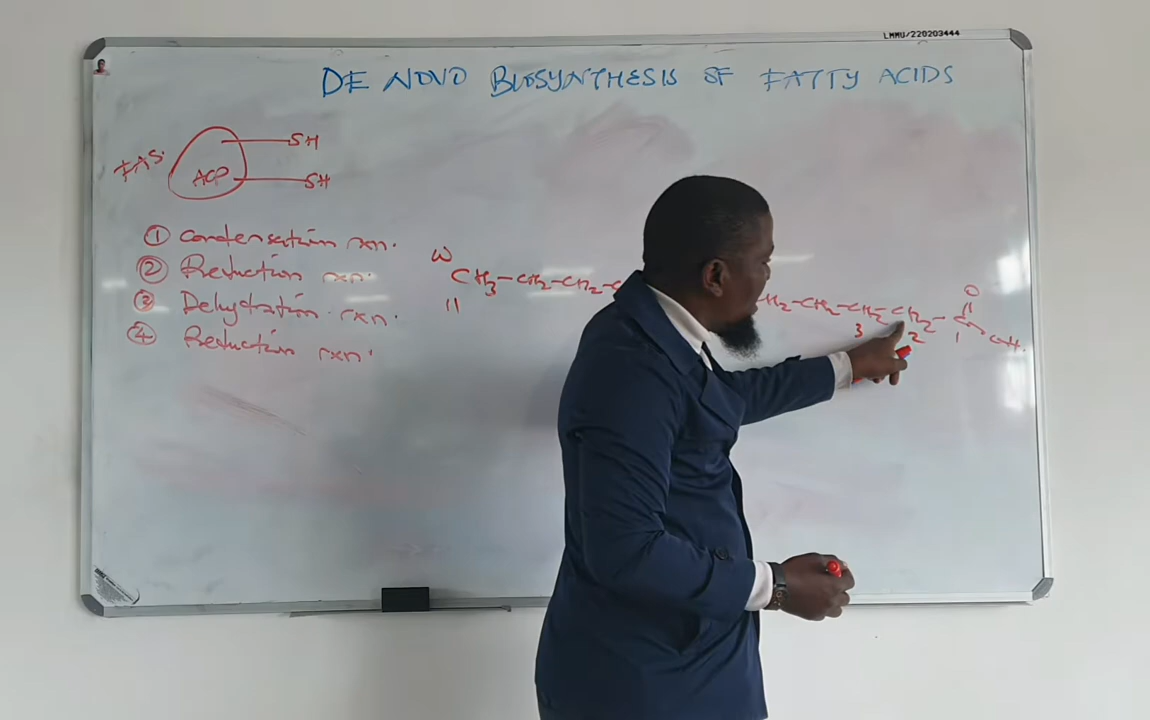 LMMU/220203444
DE NOVO BIOSYNTHESIS OF FATTY ACIDS
FAS.
ACP
SH
SH
① Condensation rxn.
② Reduction rxn.
③ Dehydration rxn.
④ Reduction rxn.
ω
CH3-CH2-CH2-C
H2-CH2-CH2-CH2-C
O
OH.
11
3
2
1